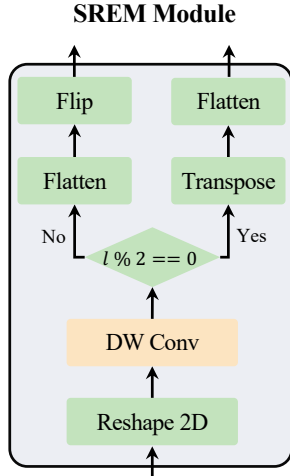 SREM Module
Flip
Flatten
Flatten
Transpose
No
Yes
l % 2 == 0
DW Conv
Reshape 2D